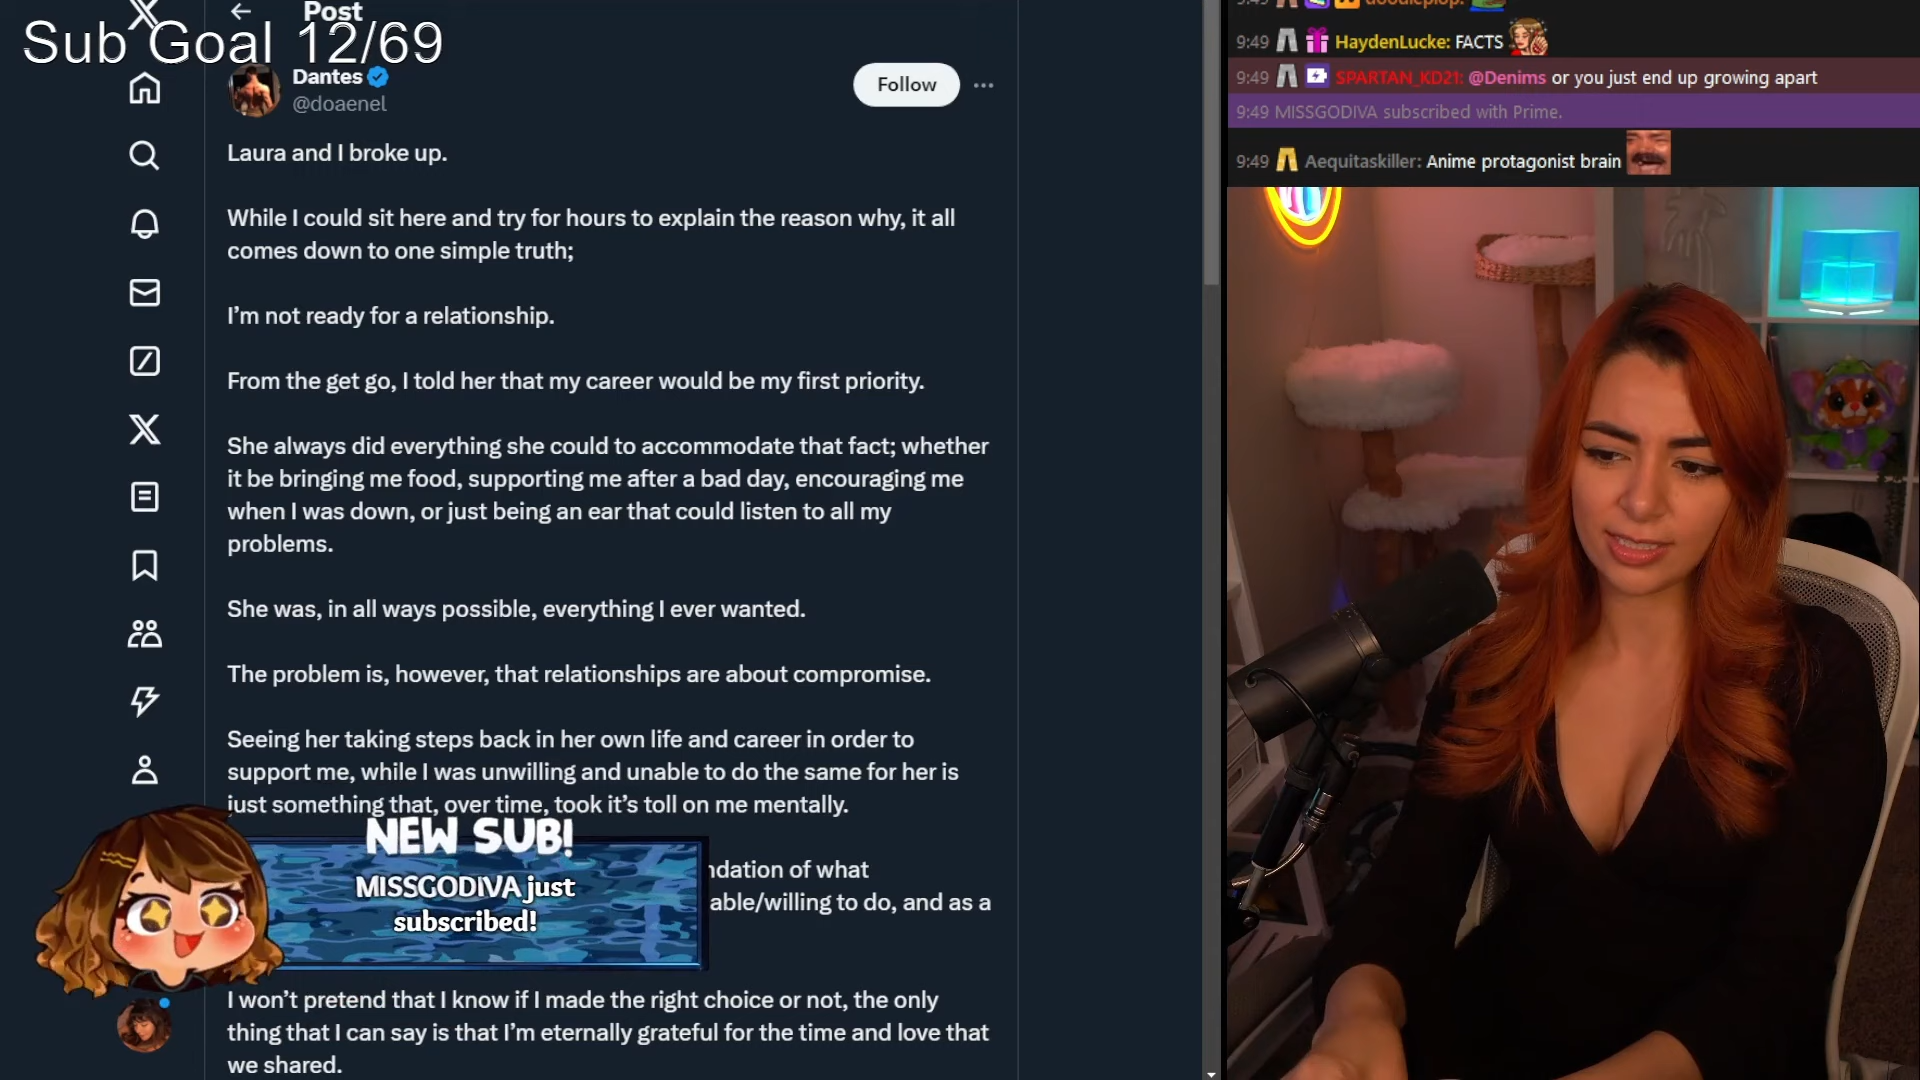 Post
Sub Goal 12/69
Dantes
@doaenel
Follow
Laura and I broke up.
While I could sit here and try for hours to explain the reason why, it all
comes down to one simple truth;
I'm not ready for a relationship.
From the get go, I told her that my career would be my first priority.
She always did everything she could to accommodate that fact; whether
it be bringing me food, supporting me after a bad day, encouraging me
when I was down, or just being an ear that could listen to all my
problems.
She was, in all ways possible, everything I ever wanted.
The problem is, however, that relationships are about compromise.
Seeing her taking steps back in her own life and career in order to
support me, while I was unwilling and unable to do the same for her is
just something that, over time, took it's toll on me mentally.
of what
able/willing to do, and as a
I won't pretend that I know if I made the right choice or not, the only
thing that I can say is that I'm eternally grateful for the time and love that
we shared.
NEW SUB!
MISSGODIVA just
subscribed!
9:49 doodleplop:
9:49 HaydenLucke: FACTS
9:49 SPARTAN_KD21: @Denims or you just end up growing apart
9:49 MISSGODIVA subscribed with Prime.
9:49 Aequitaskiller: Anime protagonist brain